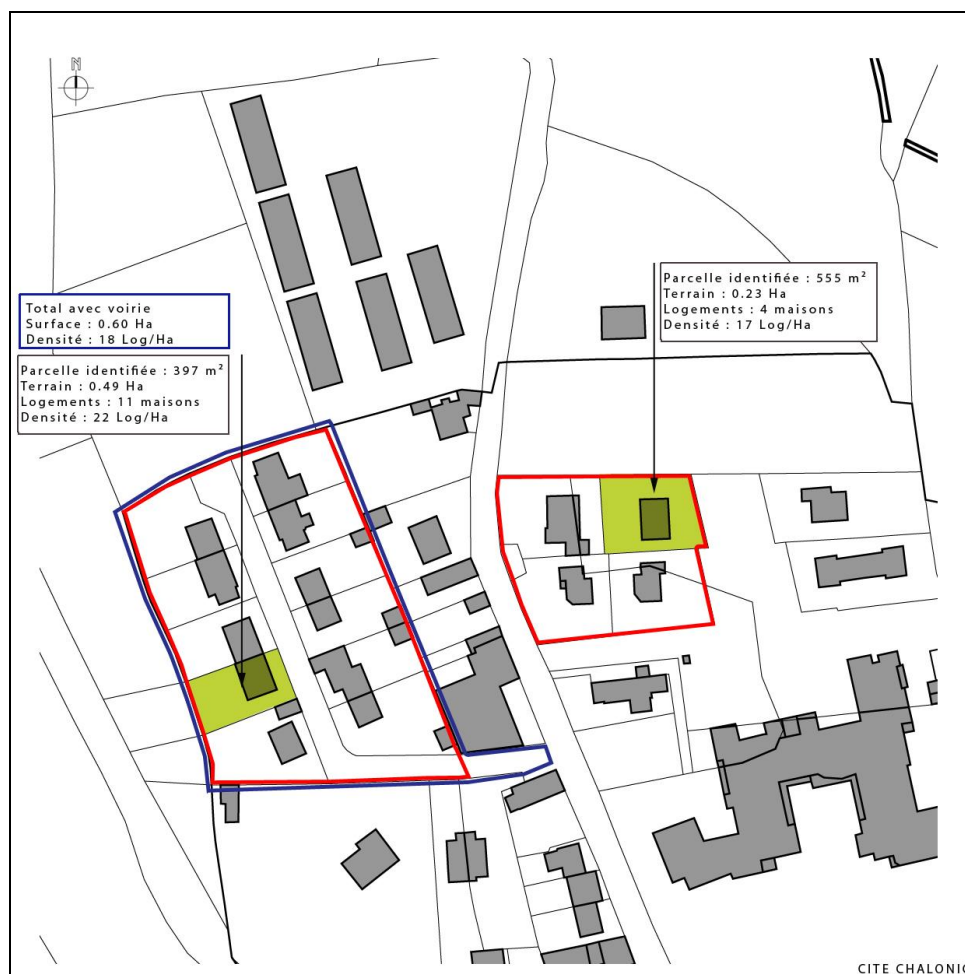 N
Parcelle identifiée : 555 m²
Terrain : 0.23 Ha
Logements : 4 maisons
Densité : 17 Log/Ha
Total avec voirie
Surface : 0.60 Ha
Densité : 18 Log/Ha
Parcelle identifiée : 397 m²
Terrain : 0.49 Ha
Logements : 11 maisons
Densité : 22 Log/Ha
CITE CHALONIC